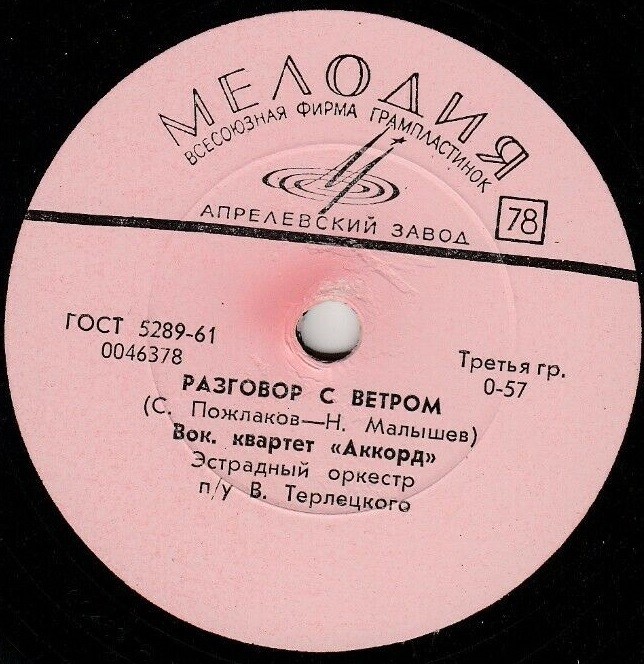 МЕЛОДИЯ
ВСЕСОЮЗНАЯ ФИРМА ГРАМПЛАСТИНОК
АПРЕЛЕВСКИЙ ЗАВОД
78
ГОСТ 5289-61
0046378
Третья гр.
0-57
РАЗГОВОР С ВЕТРОМ
(С. Пожлаков—Н. Малышев)
Вок. квартет «Аккорд»
Эстрадный оркестр
п/у В. Терлецкого